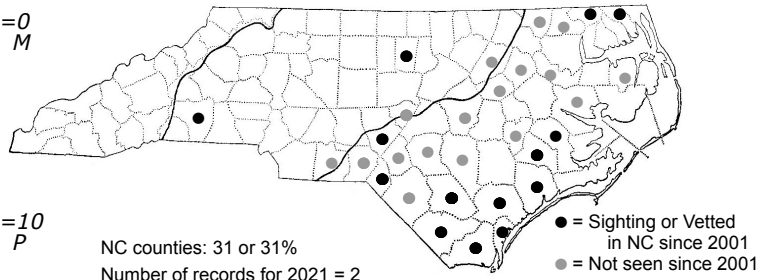 =0
M
=10
P
NC counties: 31 or 31%
Number of records for 2021 = 2
● = Sighting or Vetted
in NC since 2001
● = Not seen since 2001